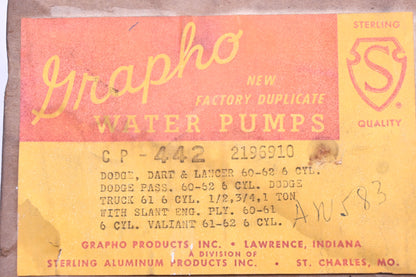 Grapho
STERLING
S
QUALITY
NEW
FACTORY DUPLICATE
WATER PUMPS
CP-442 2196910
DODGE, DART & LANCER 60-62 6 CYL.
DODGE PASS. 60-62 6 CYL. DODGE
TRUCK 61 6 CYL. 1/2,3/4,1 TON
WITH SLANT ENG. PLY. 60-61
6 CYL. VALIANT 61-62 6 CYL.
AW583
GRAPHO PRODUCTS, INC. • LAWRENCE, INDIANA
A DIVISION OF
STERLING ALUMINUM PRODUCTS INC. • ST. CHARLES, MO.